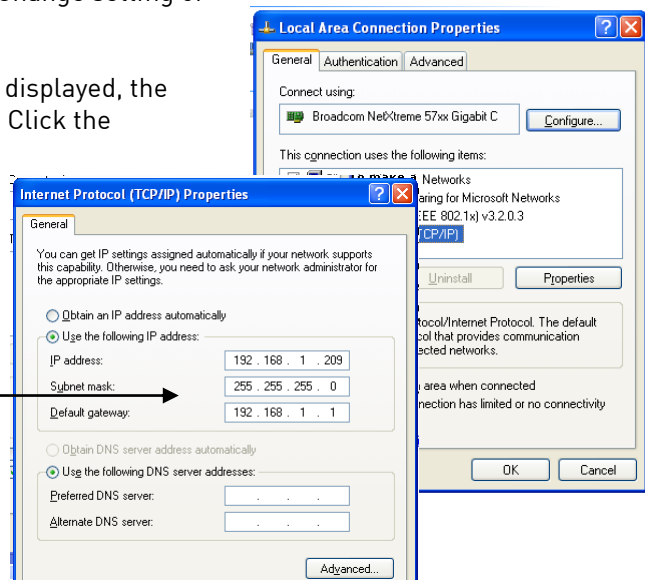 change setting of
displayed, the
Click the
Local Area Connection Properties
General Authentication Advanced
Connect using:
Broadcom NetXtreme 57xx Gigabit C
Configure...
This connection uses the following items:
Networks
aring for Microsoft Networks
EEE 802.1x) v3.2.0.3
TCP/IP)
Uninstall Properties
tocol/Internet Protocol. The default
col that provides communication
ected networks.
area when connected
nection has limited or no connectivity
OK Cancel
Internet Protocol (TCP/IP) Properties
General
You can get IP settings assigned automatically if your network supports
this capability. Otherwise, you need to ask your network administrator for
the appropriate IP settings.
Obtain an IP address automatically
Use the following IP address:
IP address: 192 . 168 . 1 . 209
Subnet mask: 255 . 255 . 255 . 0
Default gateway: 192 . 168 . 1 . 1
Obtain DNS server address automatically
Use the following DNS server addresses:
Preferred DNS server: . . .
Alternate DNS server: . . .
Advanced...